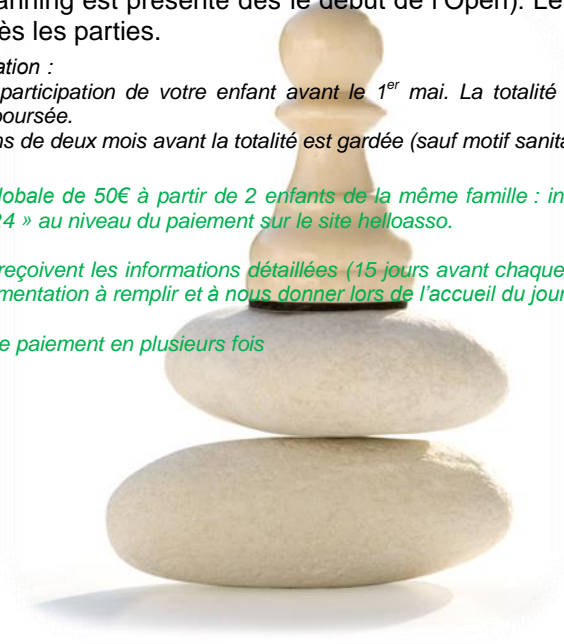 anning est présenté dès le début de l'Open). Le
ès les parties.
ation :
participation de votre enfant avant le 1er mai. La totalité
boursée.
ns de deux mois avant la totalité est gardée (sauf motif sanita
lobale de 50€ à partir de 2 enfants de la même famille : in
24 » au niveau du paiement sur le site helloasso.
reçoivent les informations détaillées (15 jours avant chaque
mentation à remplir et à nous donner lors de l'accueil du jour
e paiement en plusieurs fois